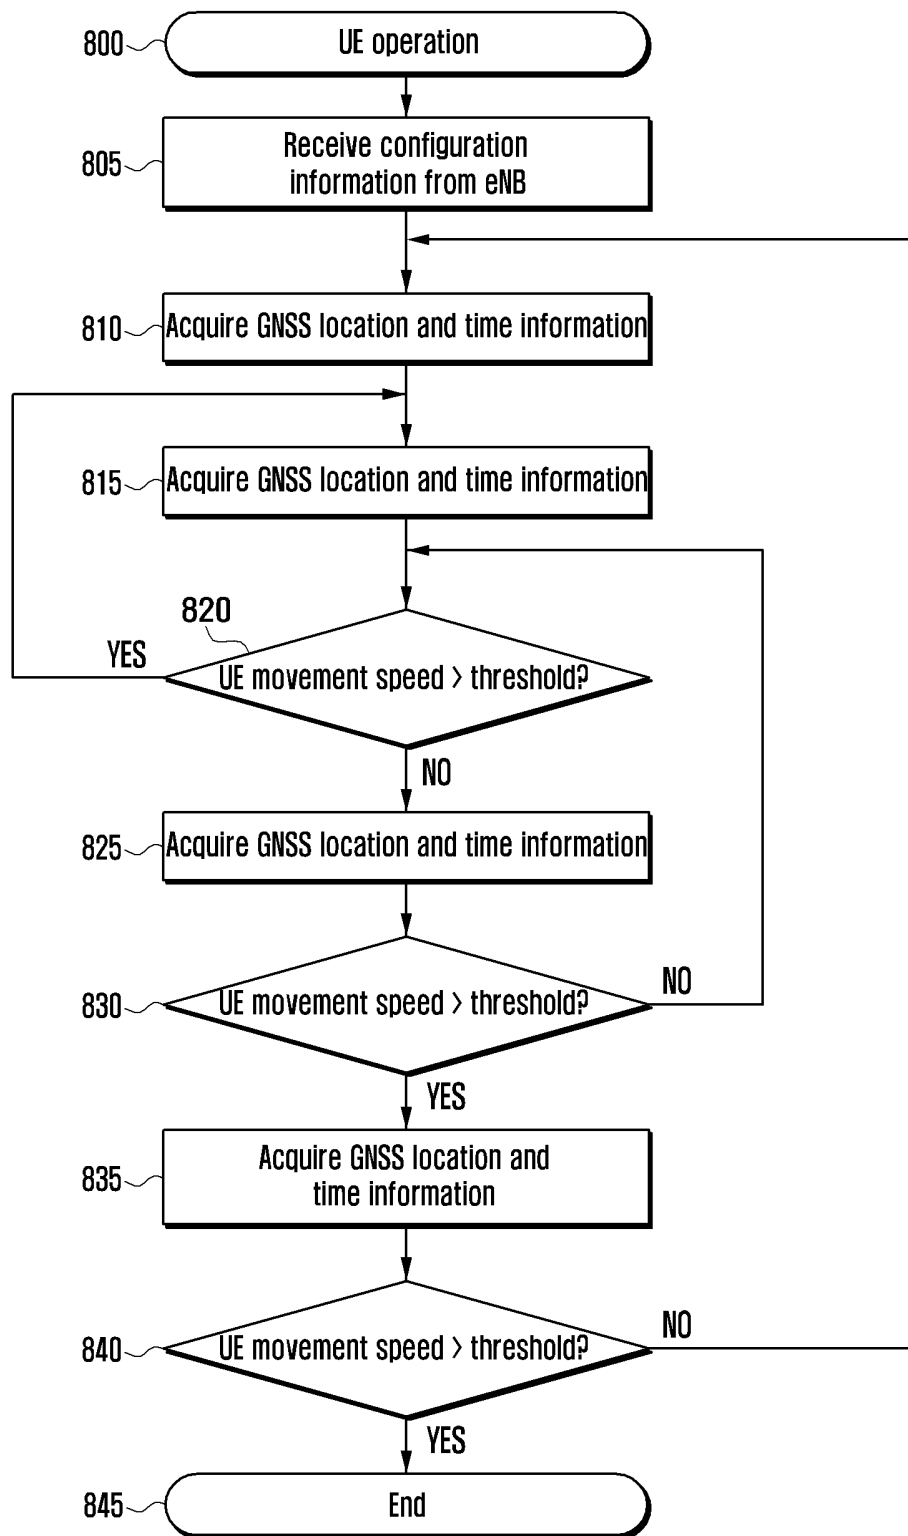 800
UE operation
805
Receive configuration
information from eNB
810
Acquire GNSS location and time information
815
Acquire GNSS location and time information
820
YES
UE movement speed > threshold?
NO
825
Acquire GNSS location and time information
830
UE movement speed > threshold?
NO
YES
835
Acquire GNSS location and
time information
840
UE movement speed > threshold?
NO
YES
845
End